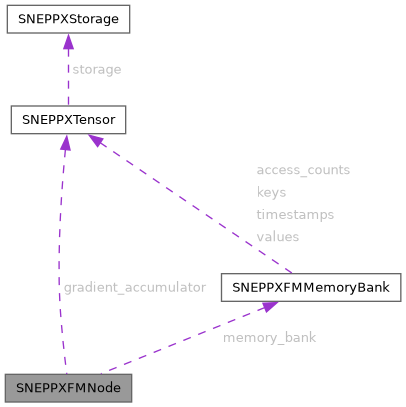 SNEPPXStorage
storage
SNEPPXTensor
access_counts
keys
timestamps
values
gradient_accumulator
SNEPPXFMMemoryBank
memory_bank
SNEPPXFMNode